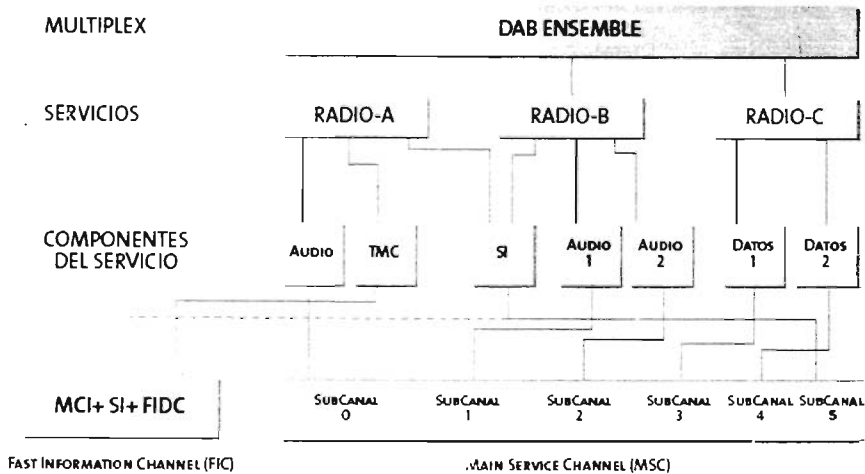 MULTIPLEX
DAB ENSEMBLE
SERVICIOS
RADIO-A
RADIO-B
RADIO-C
COMPONENTES
DEL SERVICIO
AUDIO
TMC
SI
AUDIO
1
AUDIO
2
DATOS
1
DATOS
2
MCI+ SI+ FIDC
SUBCANAL
0
SUBCANAL
1
SUBCANAL
2
SUBCANAL
3
SUBCANAL
4
SUBCANAL
5
FAST INFORMATION CHANNEL (FIC)
MAIN SERVICE CHANNEL (MSC)